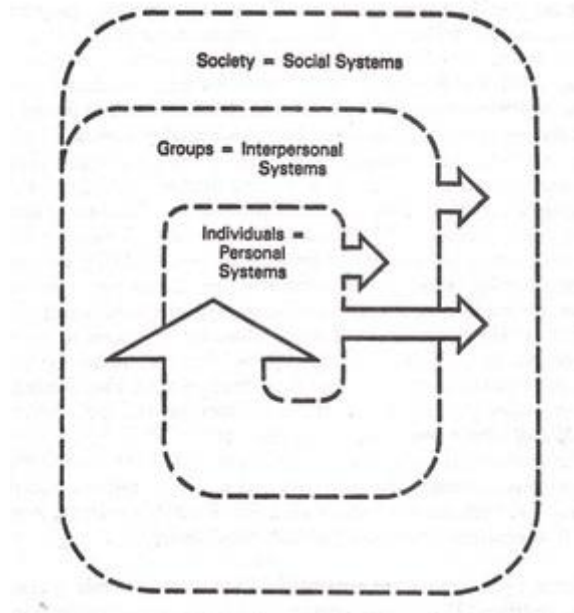 Society = Social Systems
Groups = Interpersonal
Systems
Individuals =
Personal
Systems